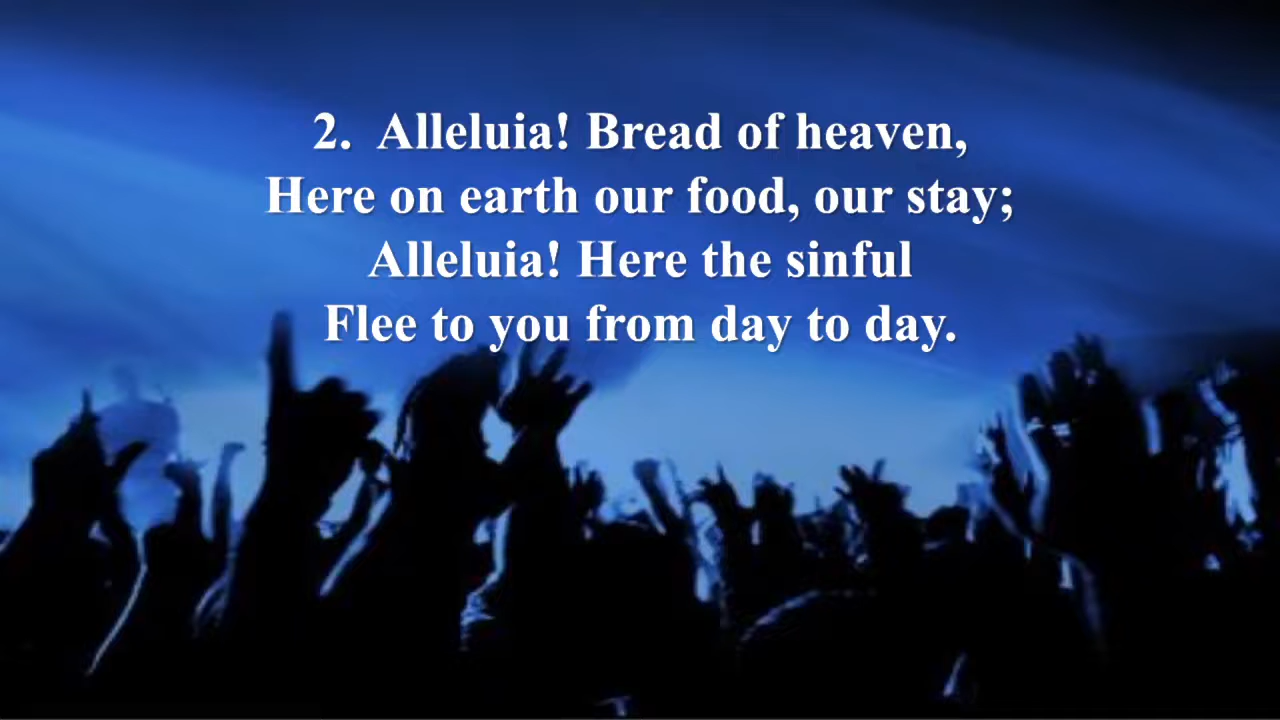 2. Alleluia! Bread of heaven,
Here on earth our food, our stay;
Alleluia! Here the sinful
Flee to you from day to day.